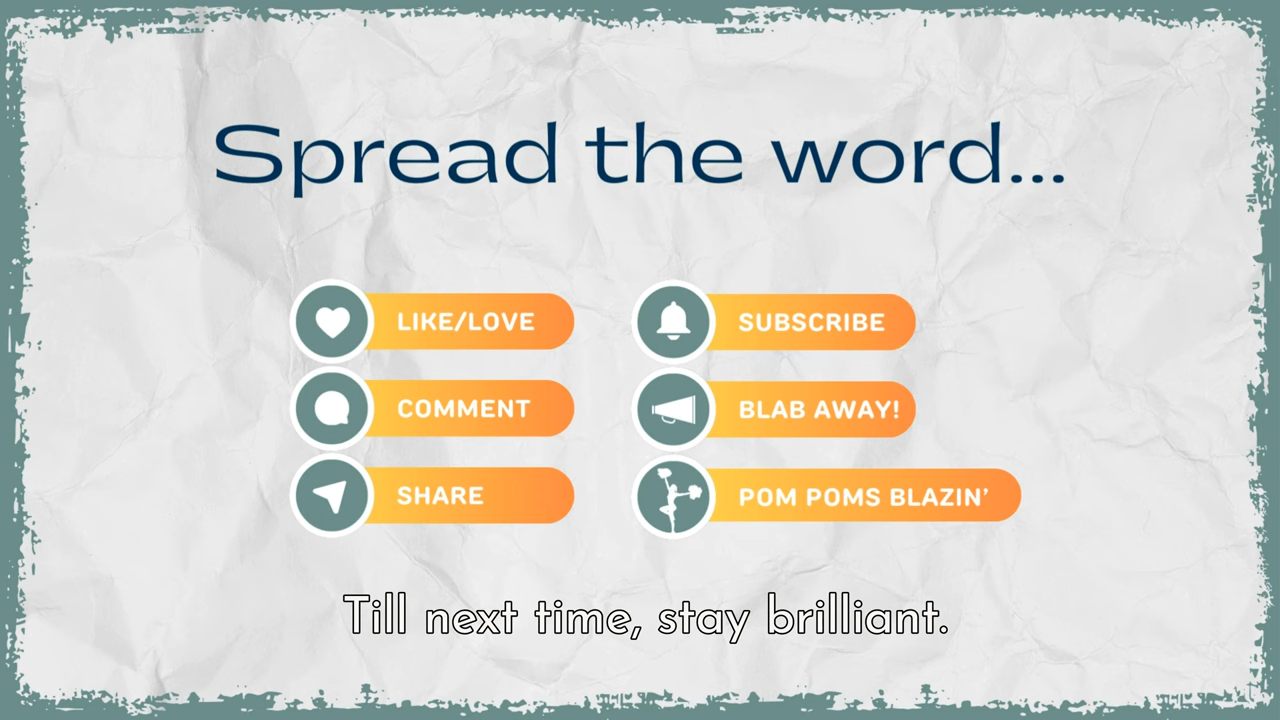 Spread the word...
LIKE/LOVE
COMMENT
SHARE
SUBSCRIBE
BLAB AWAY!
POM POMS BLAZIN’
Till next time, stay brilliant.